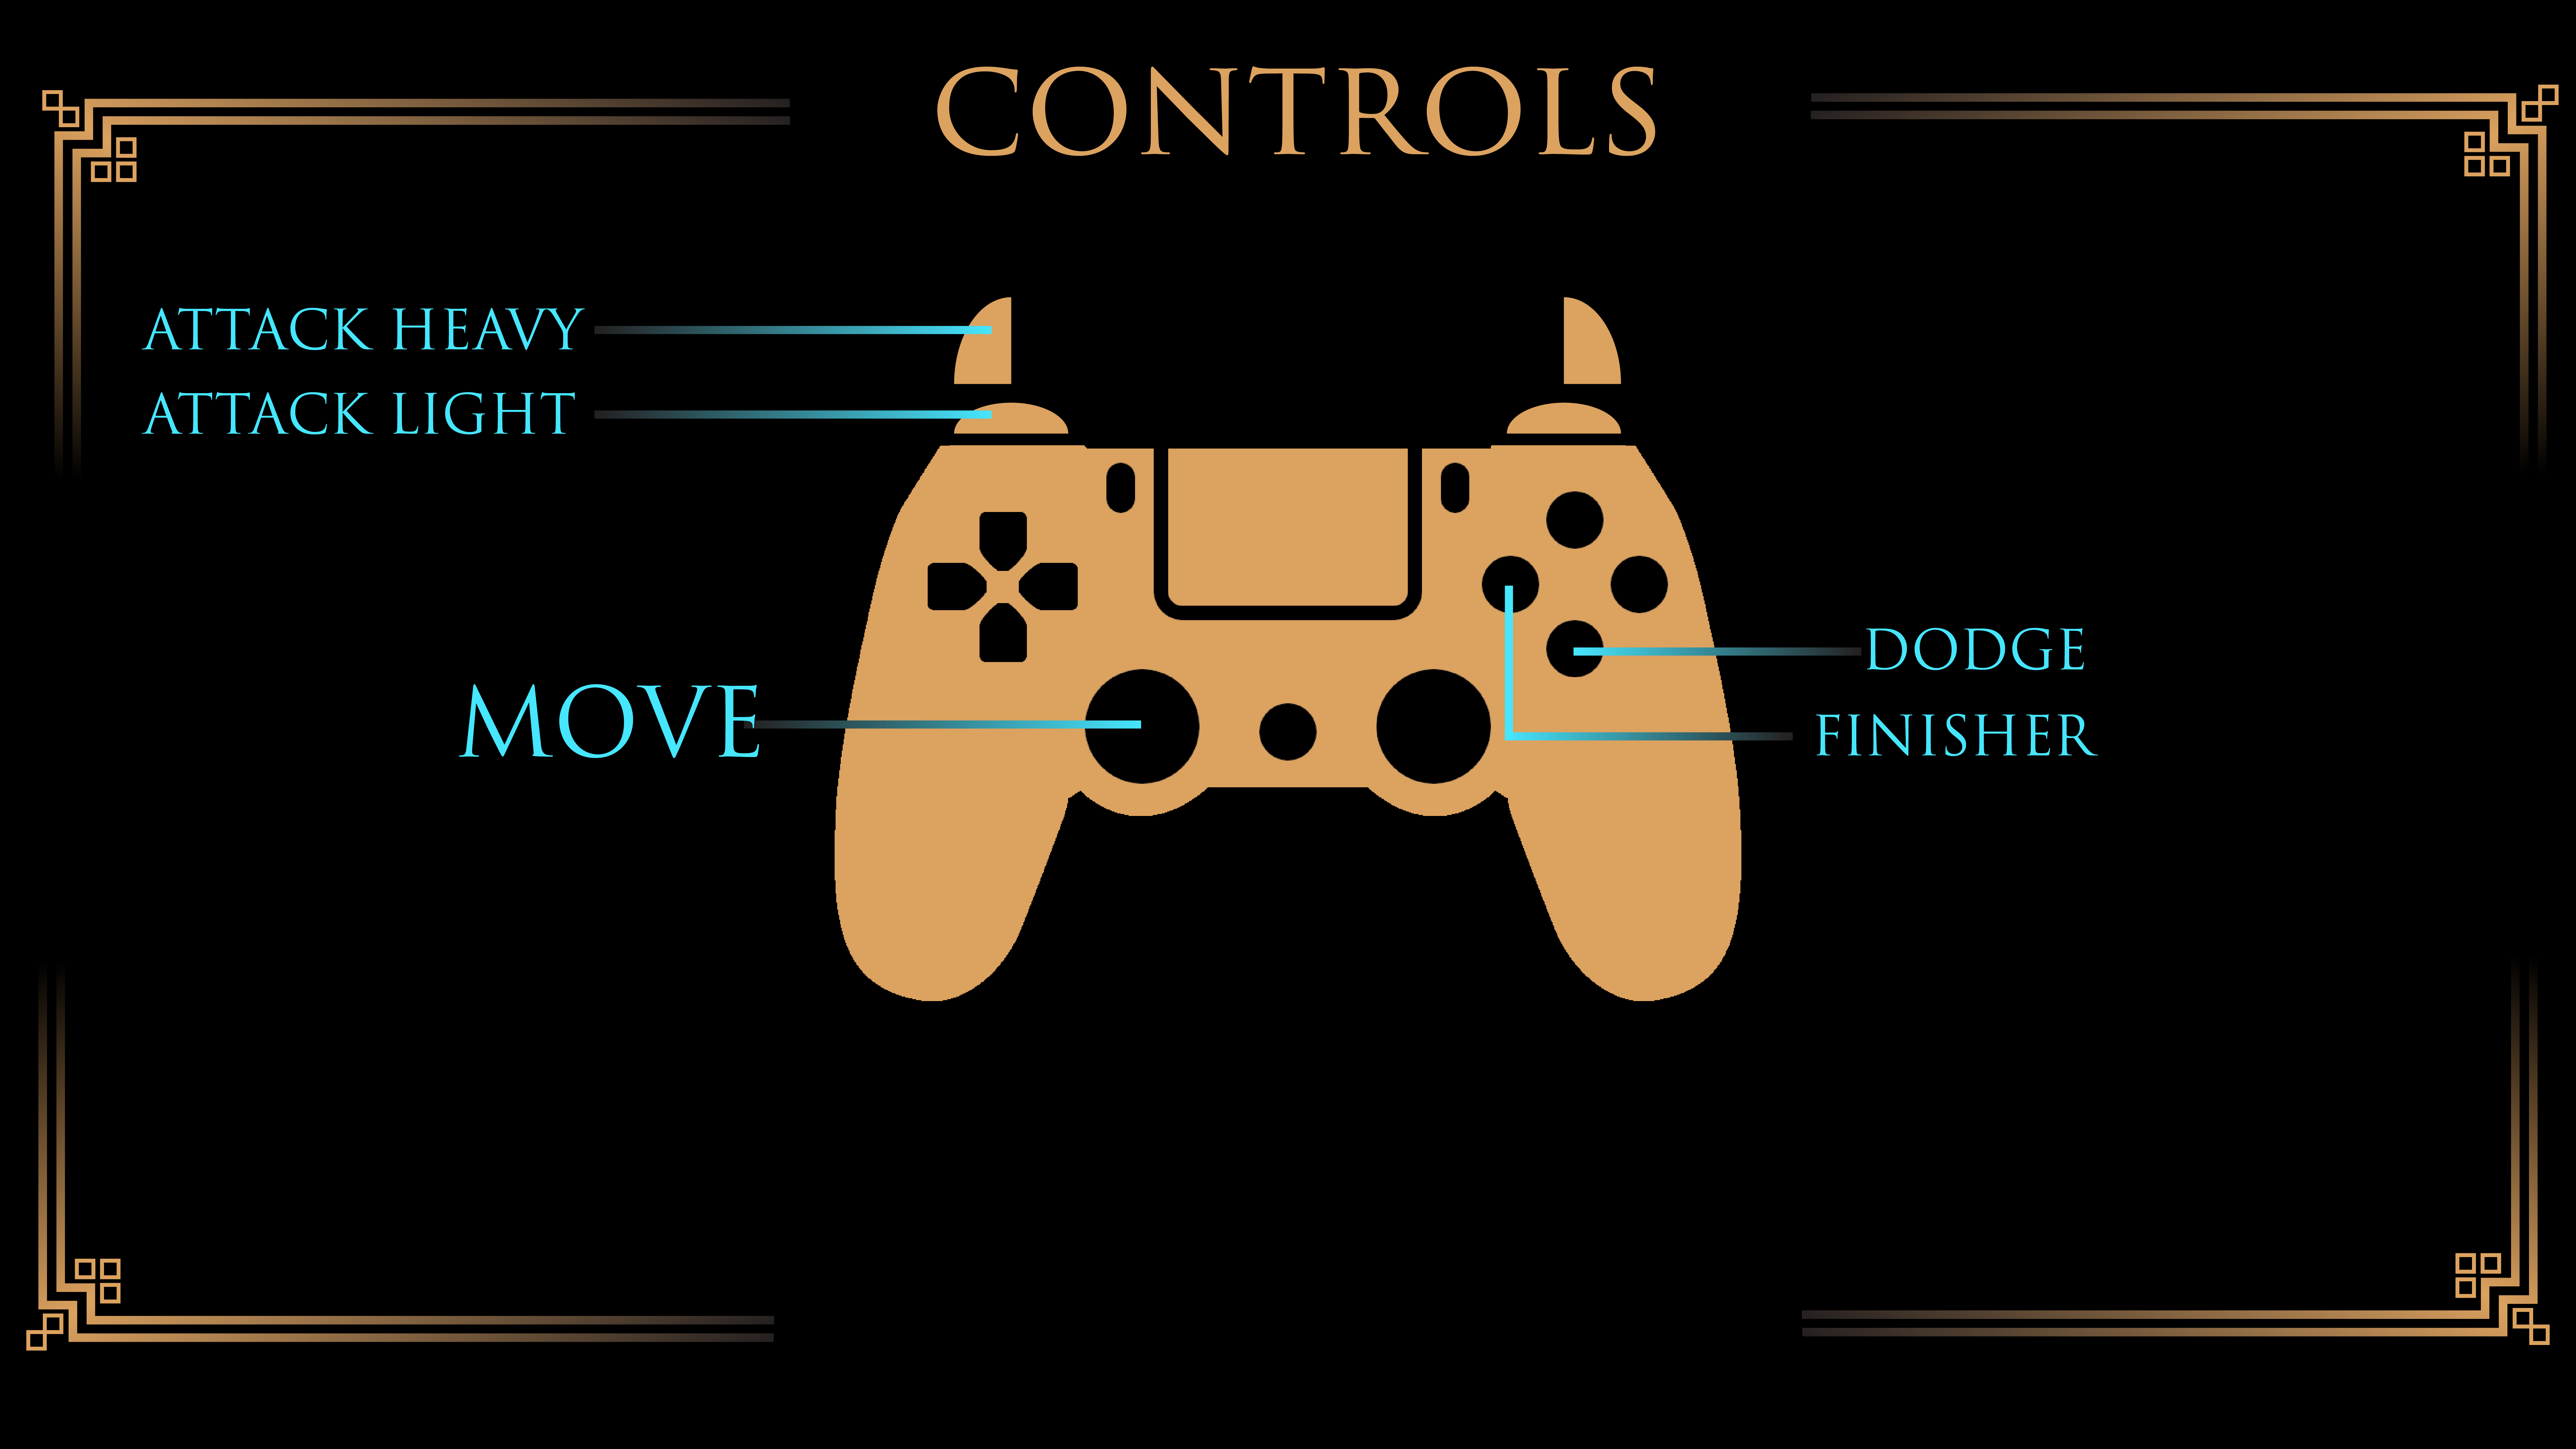 CONTROLS
ATTACK HEAVY
ATTACK LIGHT
DODGE
MOVE
FINISHER